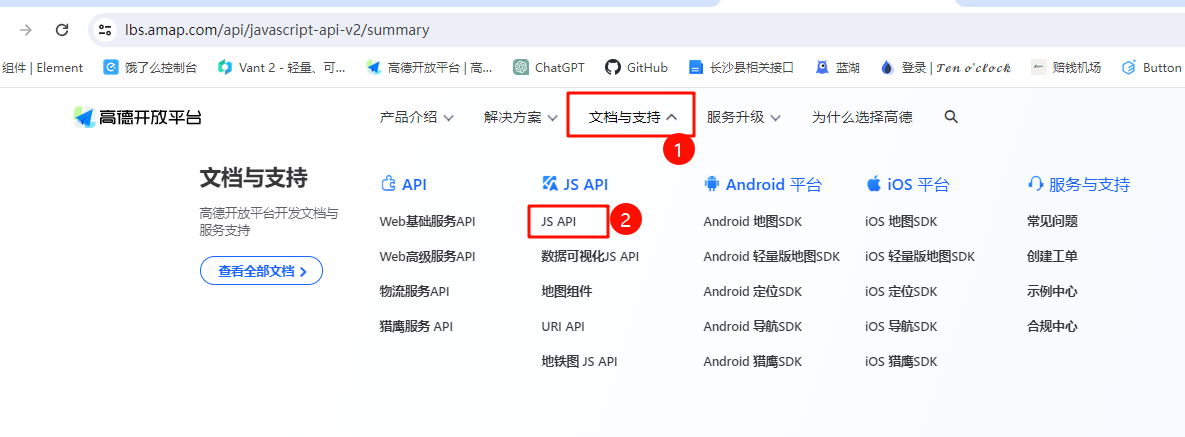 lbs.amap.com/api/javascript-api-v2/summary
组件 | Element 饿了么控制台 Vant 2 - 轻量、可... 高德开放平台 | 高... ChatGPT GitHub 长沙县相关接口 蓝湖 登录 | 𝓣𝓮𝓷 𝓸'𝓬𝓵𝓸𝓬𝓴 赔钱机场 Button
高德开放平台 产品介绍 解决方案 文档与支持 服务升级 为什么选择高德
1
文档与支持
高德开放平台开发文档与
服务支持
查看全部文档
API
Web基础服务API
Web高级服务API
物流服务API
猎鹰服务 API
JS API
JS API
2
数据可视化JS API
地图组件
URI API
地铁图 JS API
Android 平台
Android 地图SDK
Android 轻量版地图SDK
Android 定位SDK
Android 导航SDK
Android 猎鹰SDK
iOS 平台
iOS 地图SDK
iOS 轻量版地图SDK
iOS 定位SDK
iOS 导航SDK
iOS 猎鹰SDK
服务与支持
常见问题
创建工单
示例中心
合规中心